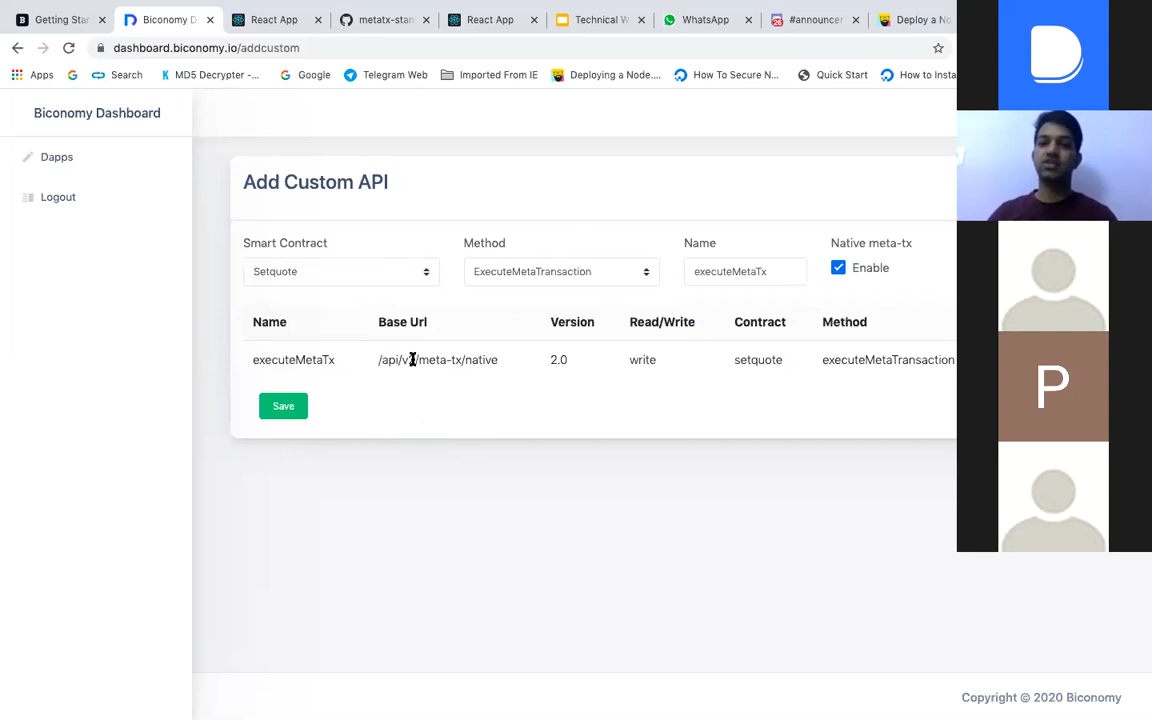 Getting Star
Biconomy D
React App
metatx-stan
React App
Technical W
WhatsApp
#announcer
Deploy a No
dashboard.biconomy.io/addcustom
Apps
Search
MD5 Decrypter -...
Google
Telegram Web
Imported From IE
Deploying a Node....
How To Secure N...
Quick Start
How to Insta
Biconomy Dashboard
Dapps
Logout
Add Custom API
Smart Contract Method Name Native meta-tx
Setquote ExecuteMetaTransaction executeMetaTx Enable
Name Base Url Version Read/Write Contract Method
executeMetaTx /api/v2/meta-tx/native 2.0 write setquote executeMetaTransaction
Save
P
Copyright © 2020 Biconomy